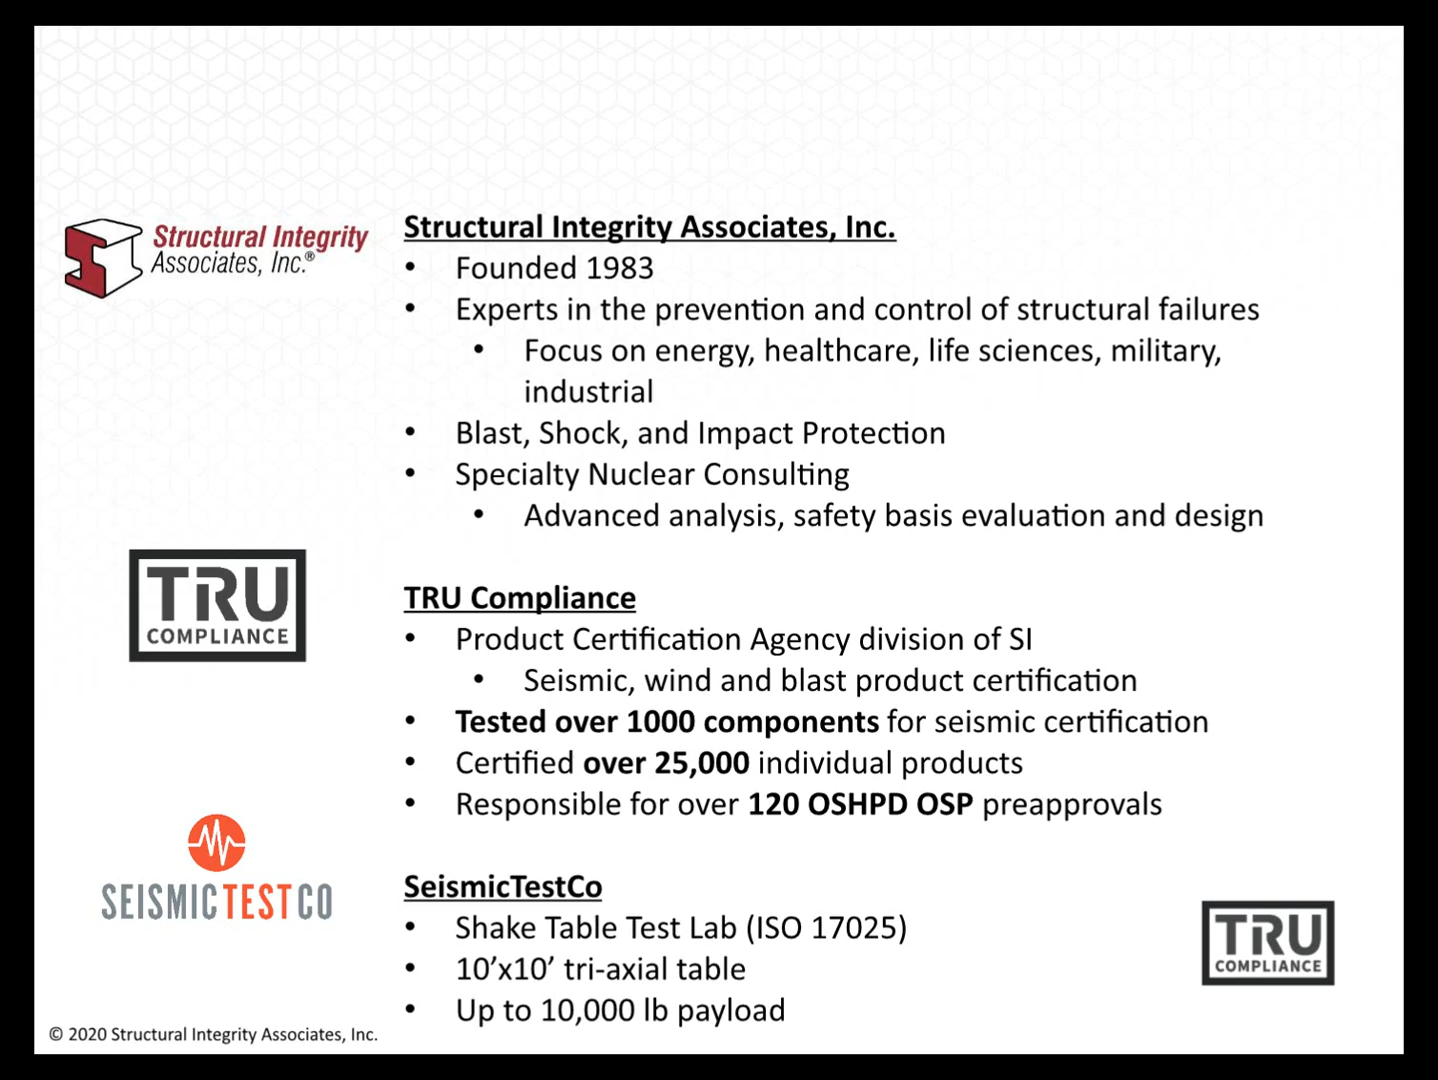 Structural Integrity
Associates, Inc.®
Structural Integrity Associates, Inc.
• Founded 1983
• Experts in the prevention and control of structural failures
• Focus on energy, healthcare, life sciences, military,
industrial
• Blast, Shock, and Impact Protection
• Specialty Nuclear Consulting
• Advanced analysis, safety basis evaluation and design
TRU
COMPLIANCE
TRU Compliance
• Product Certification Agency division of SI
• Seismic, wind and blast product certification
• Tested over 1000 components for seismic certification
• Certified over 25,000 individual products
• Responsible for over 120 OSHPD OSP preapprovals
SEISMICTESTCO
SeismicTestCo
• Shake Table Test Lab (ISO 17025)
• 10’x10’ tri-axial table
• Up to 10,000 lb payload
TRU
COMPLIANCE
© 2020 Structural Integrity Associates, Inc.